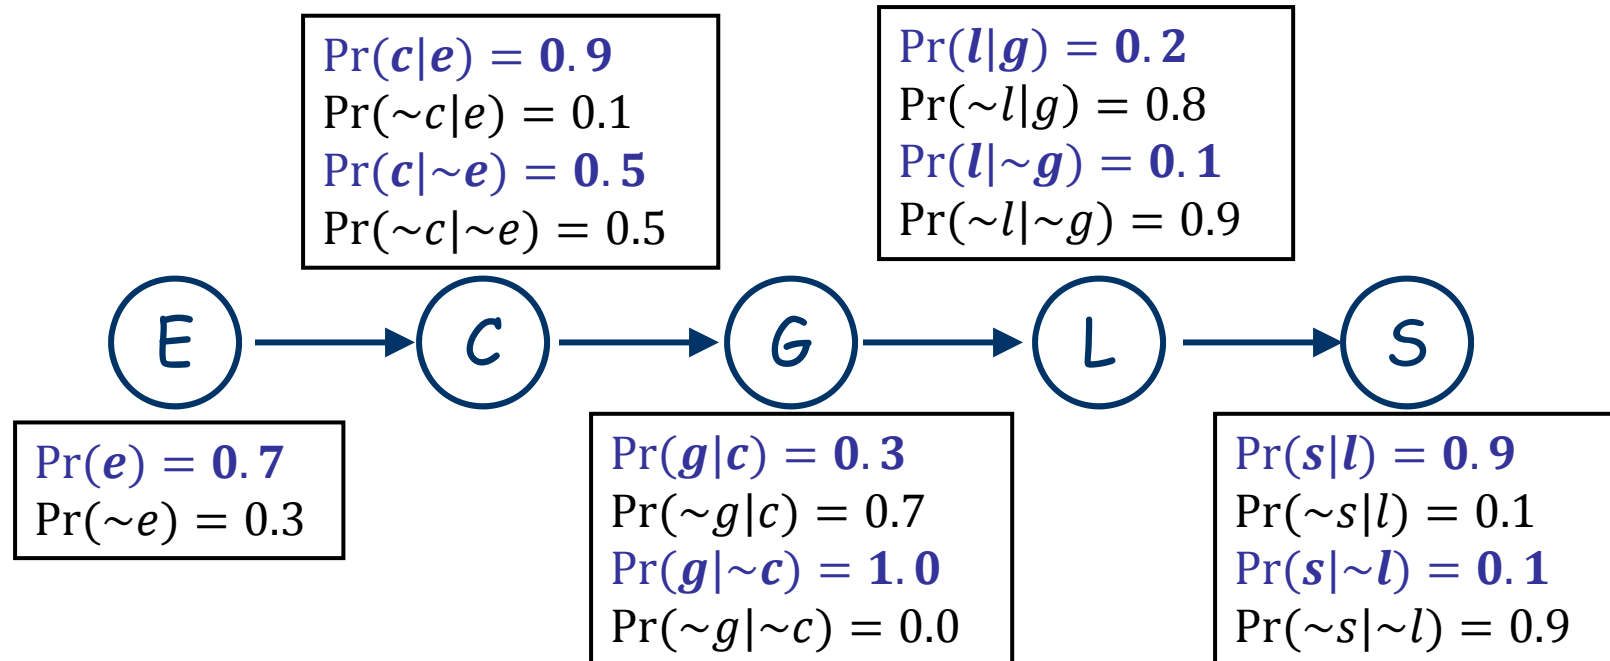 Pr(c|e) = 0.9
Pr(~c|e) = 0.1
Pr(c|~e) = 0.5
Pr(~c|~e) = 0.5
Pr(l|g) = 0.2
Pr(~l|g) = 0.8
Pr(l|~g) = 0.1
Pr(~l|~g) = 0.9
E
C
G
L
S
Pr(e) = 0.7
Pr(~e) = 0.3
Pr(g|c) = 0.3
Pr(~g|c) = 0.7
Pr(g|~c) = 1.0
Pr(~g|~c) = 0.0
Pr(s|l) = 0.9
Pr(~s|l) = 0.1
Pr(s|~l) = 0.1
Pr(~s|~l) = 0.9